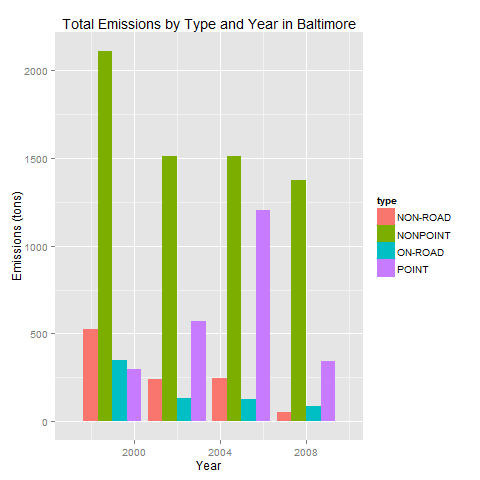 Total Emissions by Type and Year in Baltimore
Emissions (tons)
2000
1500
1000
500
0
2000
2004
2008
Year
type
NON-ROAD
NONPOINT
ON-ROAD
POINT